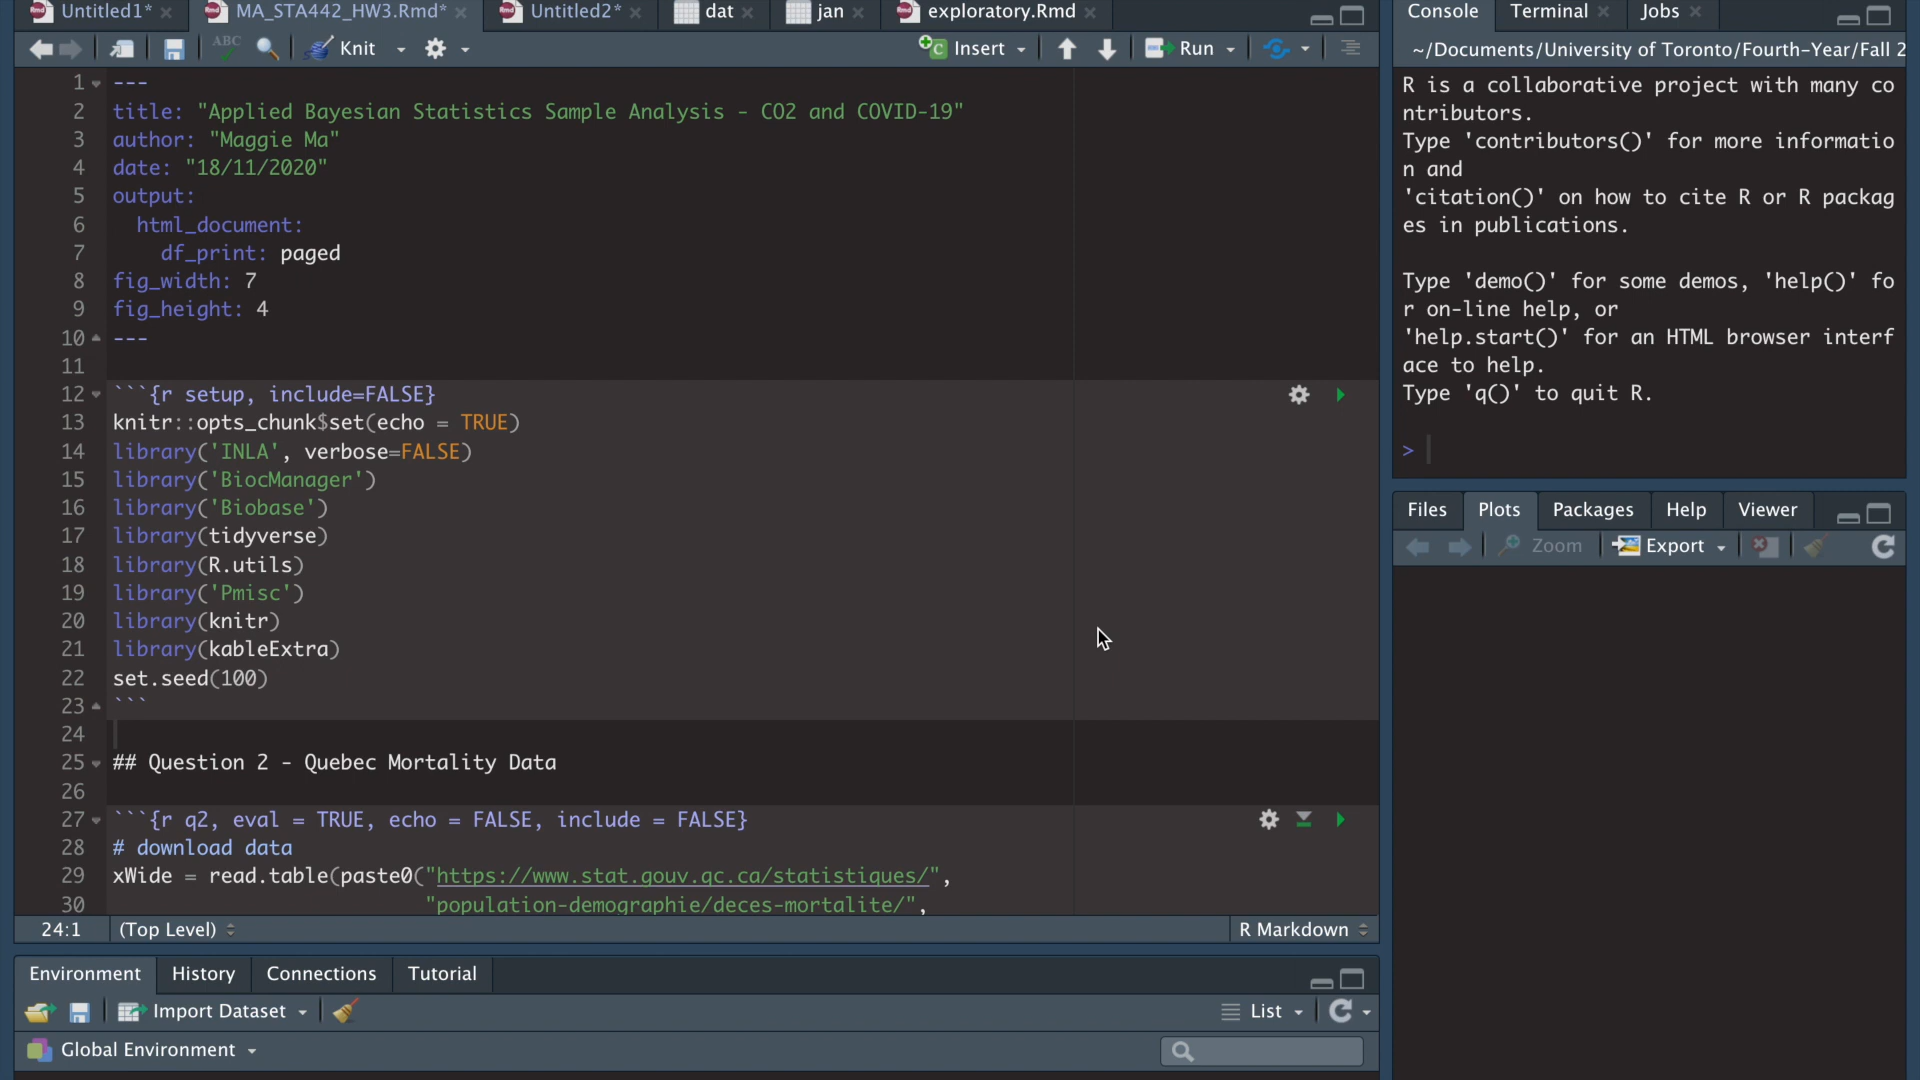 Untitled1* MA_STA442_HW3.Rmd* Untitled2* dat jan exploratory.Rmd
ABC Knit Insert Run
1 ---
2 title: "Applied Bayesian Statistics Sample Analysis - CO2 and COVID-19"
3 author: "Maggie Ma"
4 date: "18/11/2020"
5 output:
6 html_document:
7 df_print: paged
8 fig_width: 7
9 fig_height: 4
10 ---
11
12 ```{r setup, include=FALSE}
13 knitr::opts_chunk$set(echo = TRUE)
14 library('INLA', verbose=FALSE)
15 library('BiocManager')
16 library('Biobase')
17 library(tidyverse)
18 library(R.utils)
19 library('Pmisc')
20 library(knitr)
21 library(kableExtra)
22 set.seed(100)
23 ```
24
25 ## Question 2 - Quebec Mortality Data
26
27 ```{r q2, eval = TRUE, echo = FALSE, include = FALSE}
28 # download data
29 xWide = read.table(paste0("https://www.stat.gouv.qc.ca/statistiques/",
30 "population-demographie/deces-mortalite/",
24:1 (Top Level) R Markdown
Environment History Connections Tutorial
Import Dataset List
Global Environment
Console Terminal Jobs
~/Documents/University of Toronto/Fourth-Year/Fall 2
R is a collaborative project with many co
ntributors.
Type 'contributors()' for more informatio
n and
'citation()' on how to cite R or R packag
es in publications.
Type 'demo()' for some demos, 'help()' fo
r on-line help, or
'help.start()' for an HTML browser interf
ace to help.
Type 'q()' to quit R.
>
Files Plots Packages Help Viewer
Zoom Export